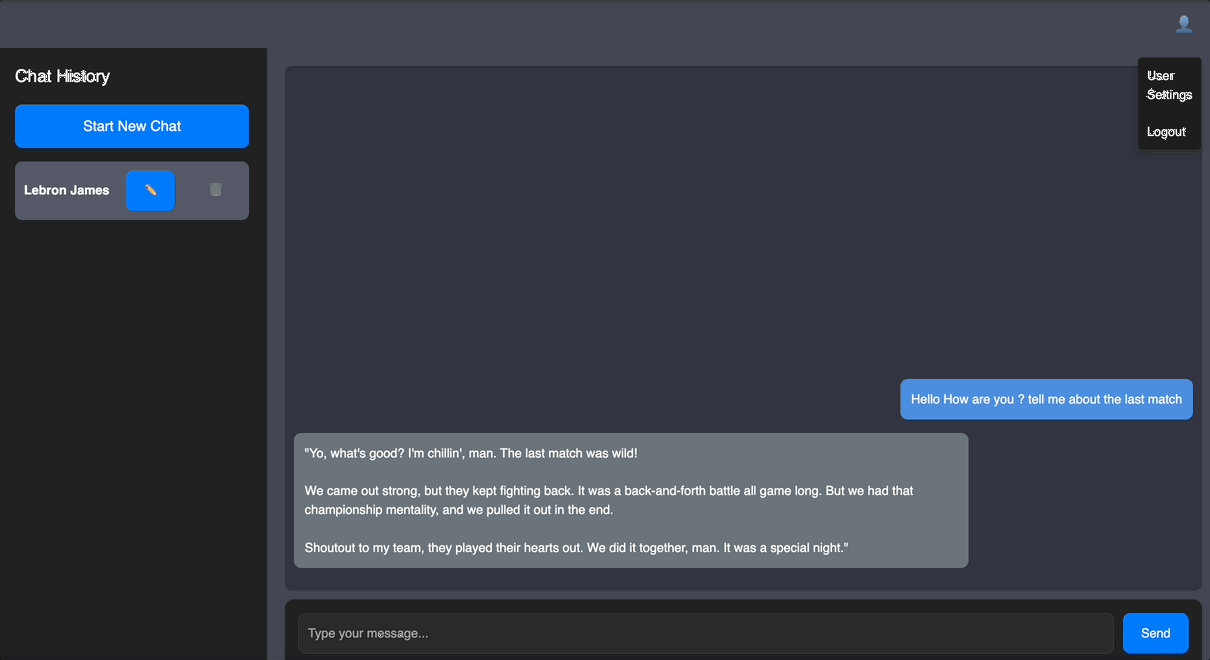 Chat History
Start New Chat
Lebron James
User
Settings
Logout
Hello How are you ? tell me about the last match
"Yo, what's good? I'm chillin', man. The last match was wild!
We came out strong, but they kept fighting back. It was a back-and-forth battle all game long. But we had that
championship mentality, and we pulled it out in the end.
Shoutout to my team, they played their hearts out. We did it together, man. It was a special night."
Type your message...
Send